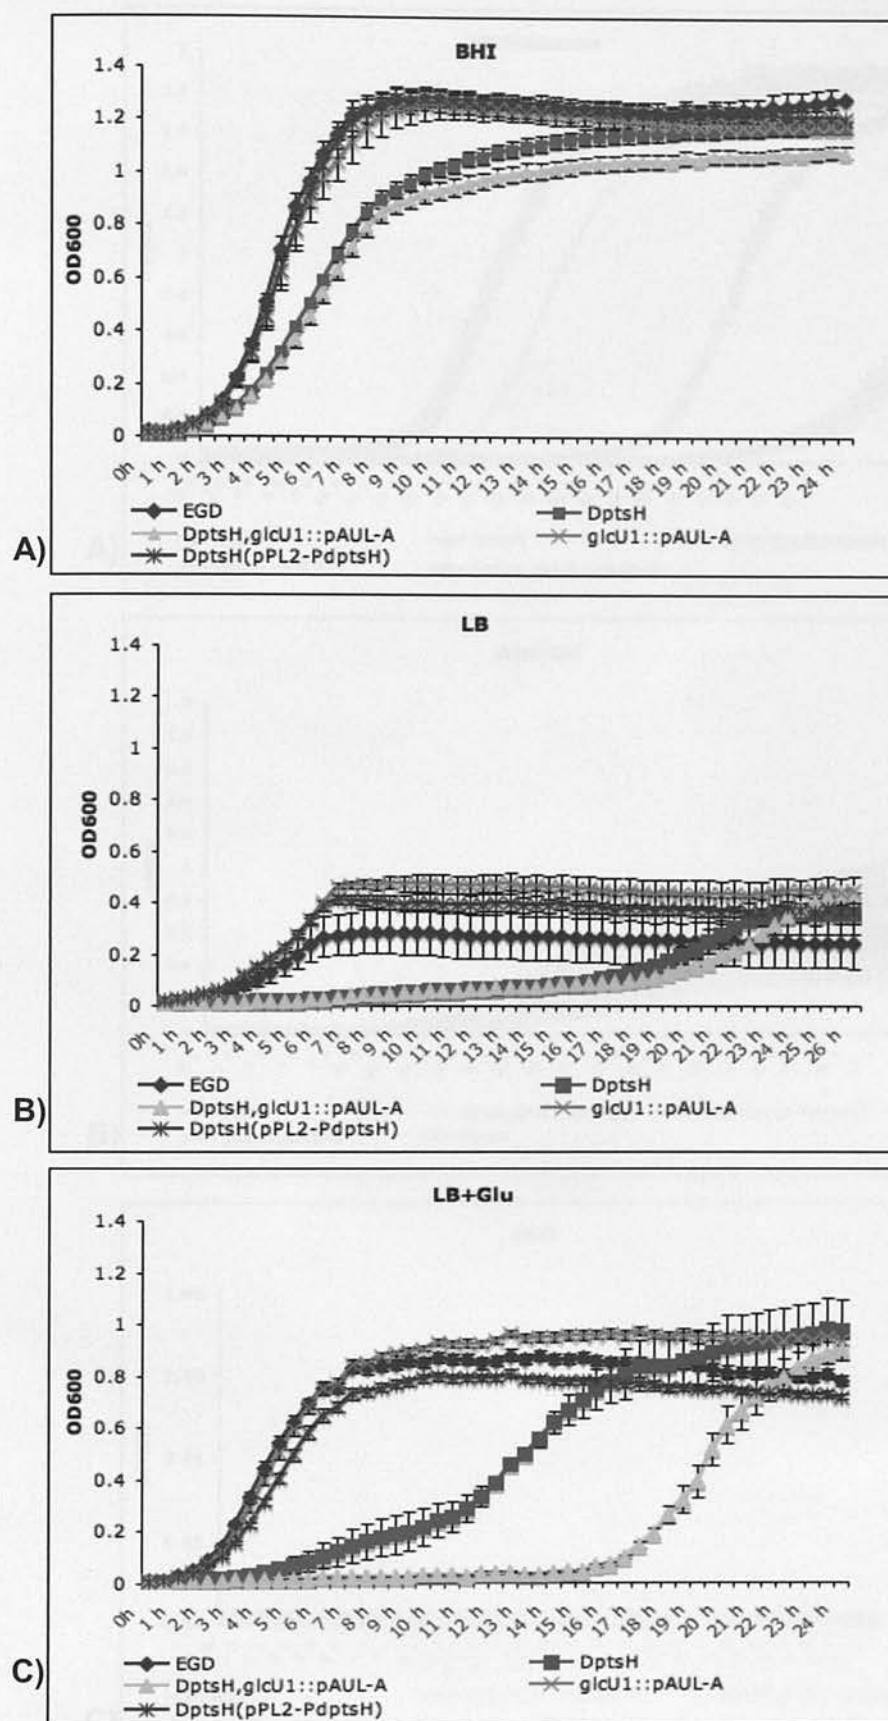 BHI
1.4
1.2
1
0.8
0.6
0.4
0.2
0
OD600
0h 1 h 2 h 3 h 4 h 5 h 6 h 7 h 8 h 9 h 10 h 11 h 12 h 13 h 14 h 15 h 16 h 17 h 18 h 19 h 20 h 21 h 22 h 23 h 24 h
EGD DptsH
DptsH,glcU1::pAUL-A glcU1::pAUL-A
DptsH(pPL2-PdptsH)
A)
LB
1.4
1.2
1
0.8
0.6
0.4
0.2
0
OD600
0h 1 h 2 h 3 h 4 h 5 h 6 h 7 h 8 h 9 h 10 h 11 h 12 h 13 h 14 h 15 h 16 h 17 h 18 h 19 h 20 h 21 h 22 h 23 h 24 h 25 h 26 h
EGD DptsH
DptsH,glcU1::pAUL-A glcU1::pAUL-A
DptsH(pPL2-PdptsH)
B)
LB+Glu
1.4
1.2
1
0.8
0.6
0.4
0.2
0
OD600
0h 1 h 2 h 3 h 4 h 5 h 6 h 7 h 8 h 9 h 10 h 11 h 12 h 13 h 14 h 15 h 16 h 17 h 18 h 19 h 20 h 21 h 22 h 23 h 24 h
EGD DptsH
DptsH,glcU1::pAUL-A glcU1::pAUL-A
DptsH(pPL2-PdptsH)
C)